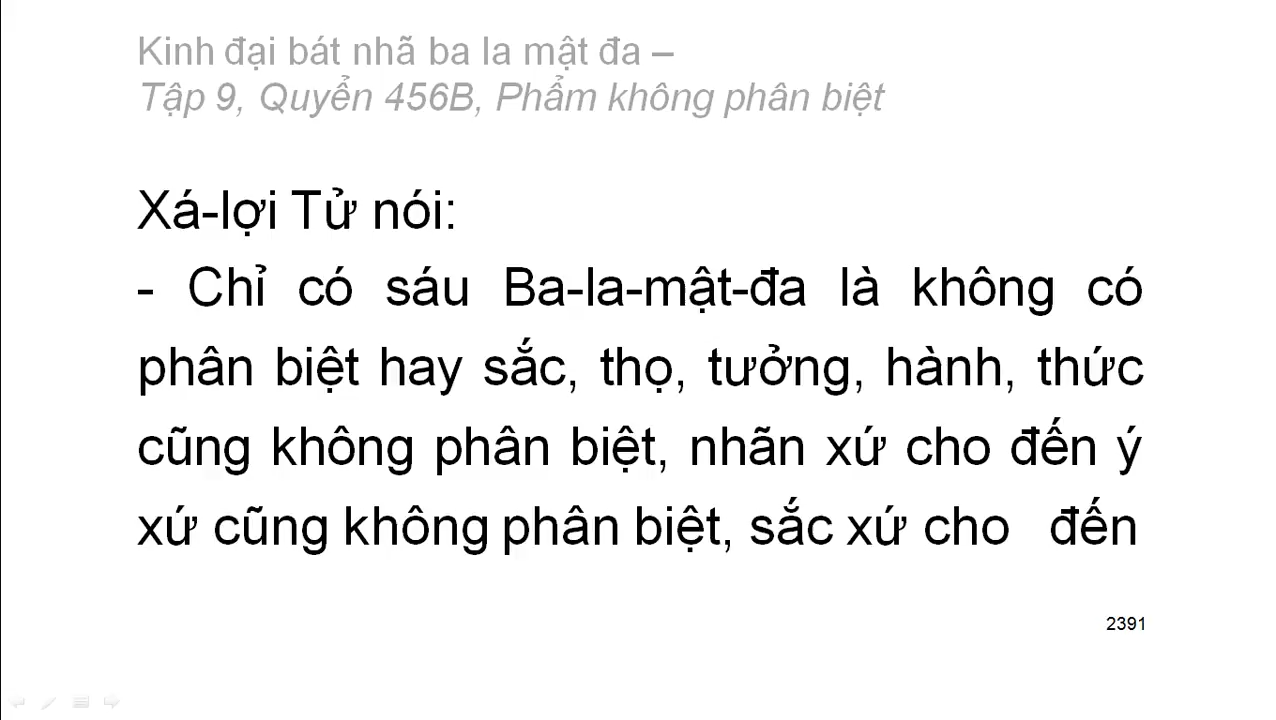 Kinh đại bát nhã ba la mật đa –
Tập 9, Quyển 456B, Phẩm không phân biệt
Xá-lợi Tử nói:
- Chỉ có sáu Ba-la-mật-đa là không có
phân biệt hay sắc, thọ, tưởng, hành, thức
cũng không phân biệt, nhãn xứ cho đến ý
xứ cũng không phân biệt, sắc xứ cho đến
2391